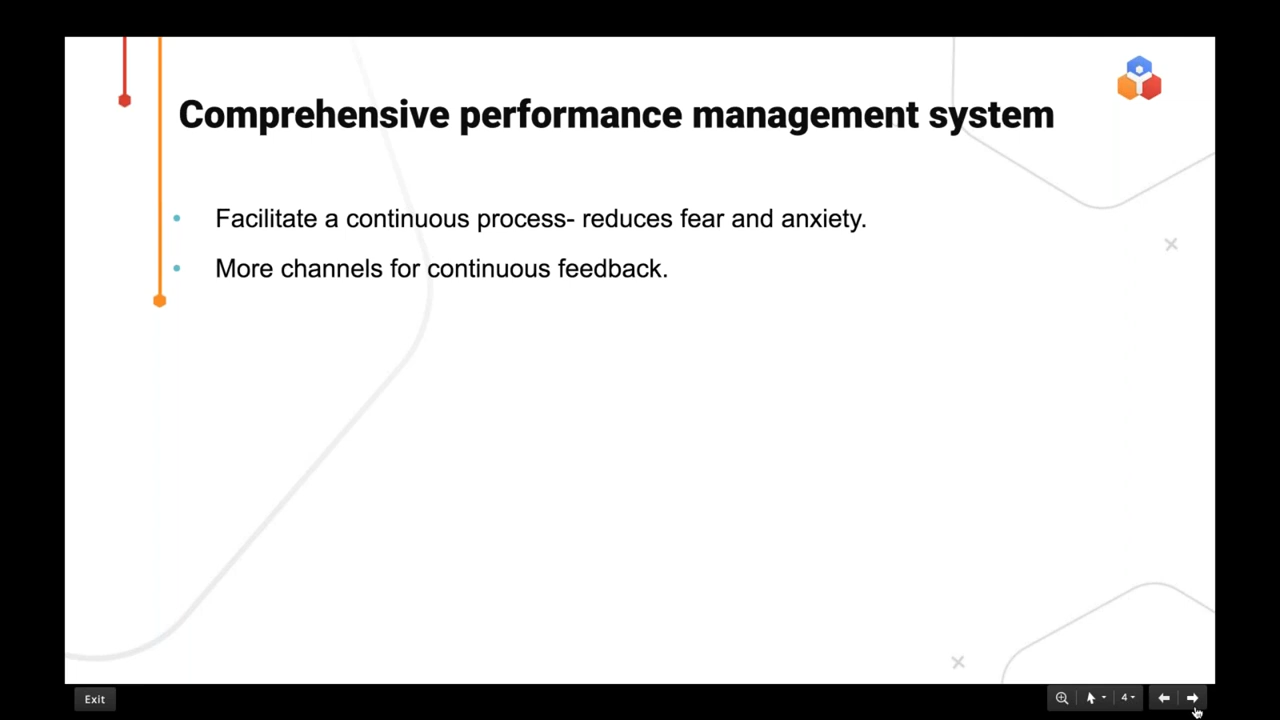 Comprehensive performance management system
• Facilitate a continuous process- reduces fear and anxiety.
• More channels for continuous feedback.
Exit
4